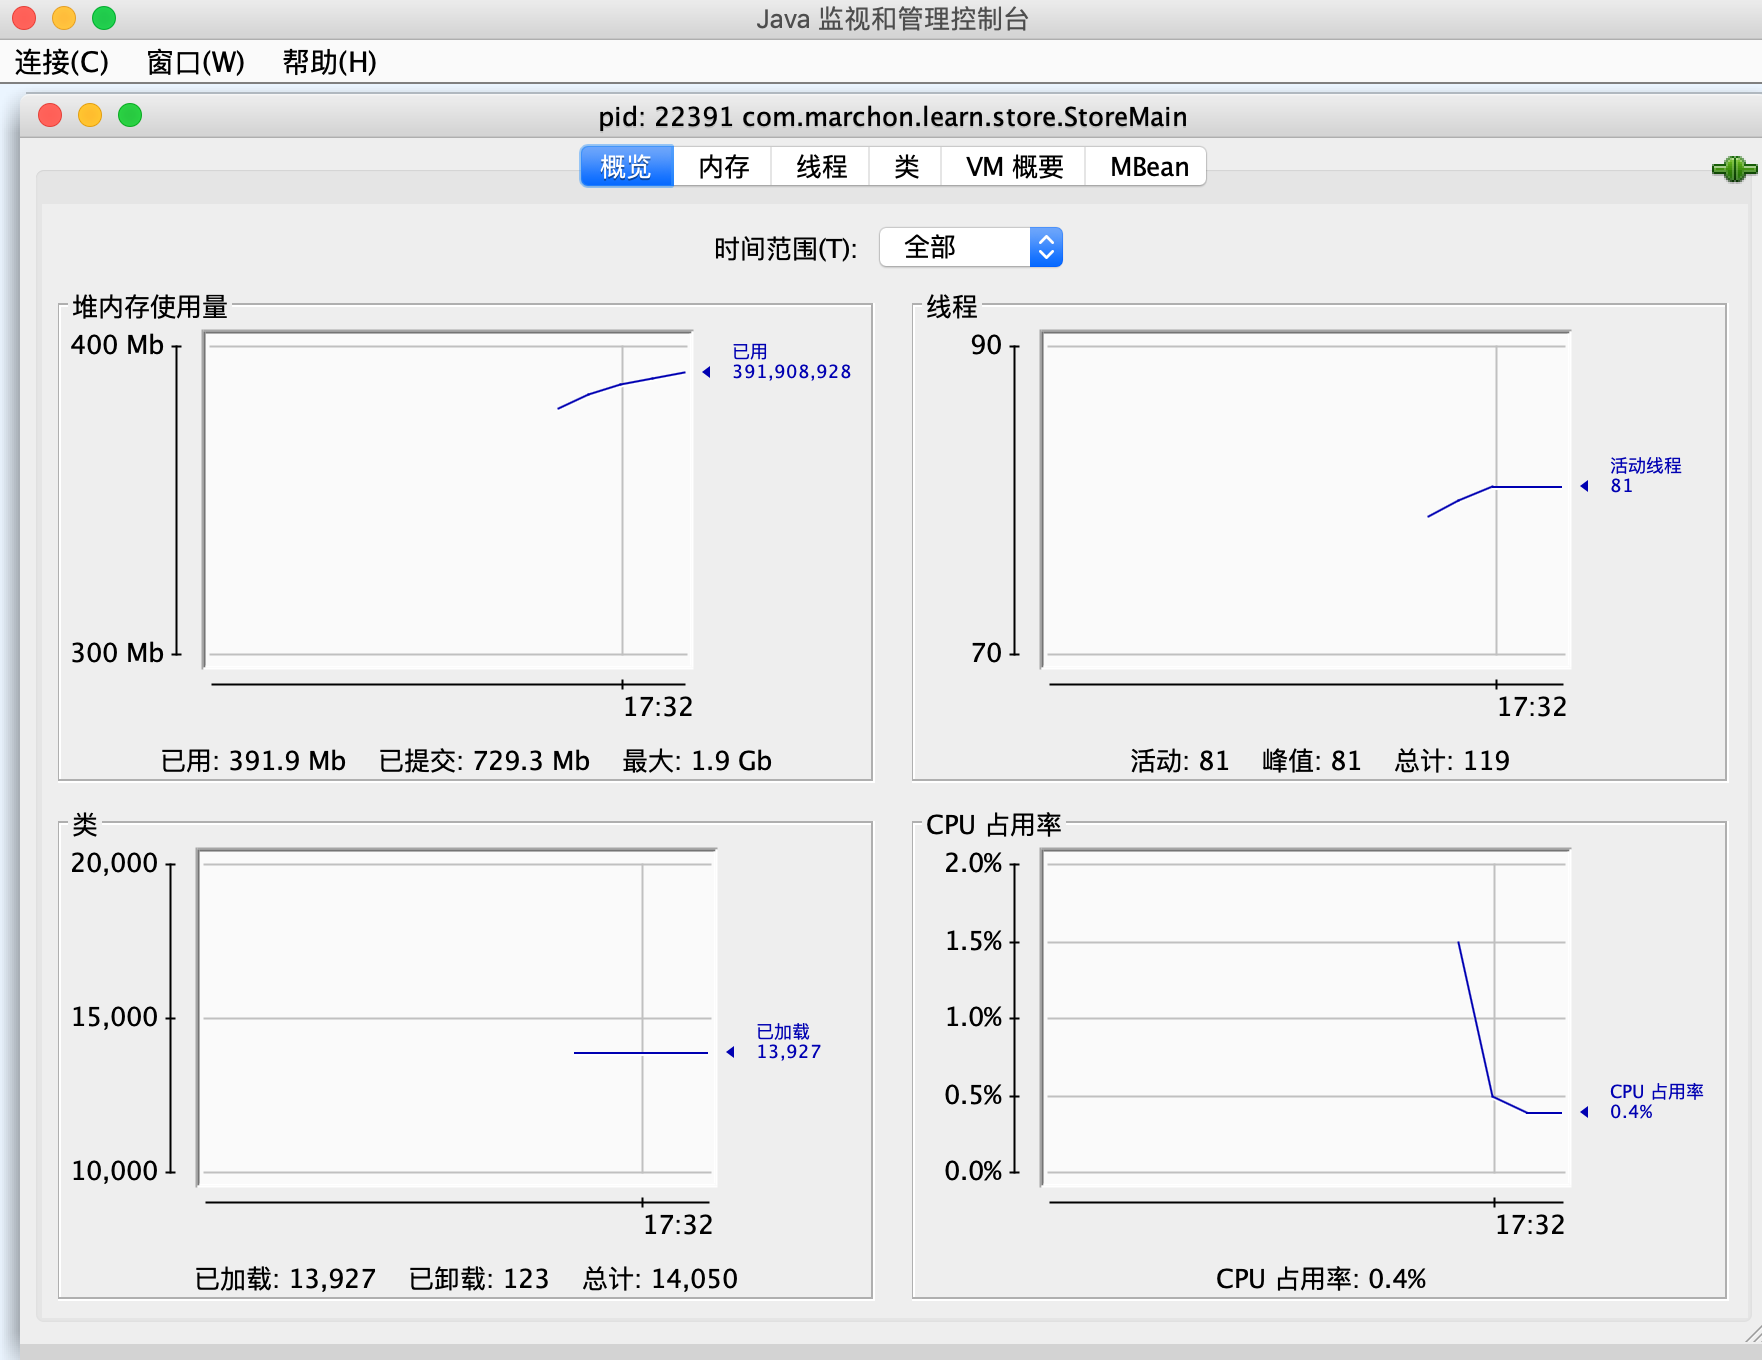 Java 监视和管理控制台
连接(C) 窗口(W) 帮助(H)
pid: 22391 com.marchon.learn.store.StoreMain
概览 内存 线程 类 VM 概要 MBean
时间范围(T): 全部
堆内存使用量
400 Mb
已用
391,908,928
300 Mb
17:32
已用: 391.9 Mb 已提交: 729.3 Mb 最大: 1.9 Gb
线程
90
活动线程
81
70
17:32
活动: 81 峰值: 81 总计: 119
类
20,000
15,000
已加载
13,927
10,000
17:32
已加载: 13,927 已卸载: 123 总计: 14,050
CPU 占用率
2.0%
1.5%
1.0%
0.5%
CPU 占用率
0.4%
0.0%
17:32
CPU 占用率: 0.4%